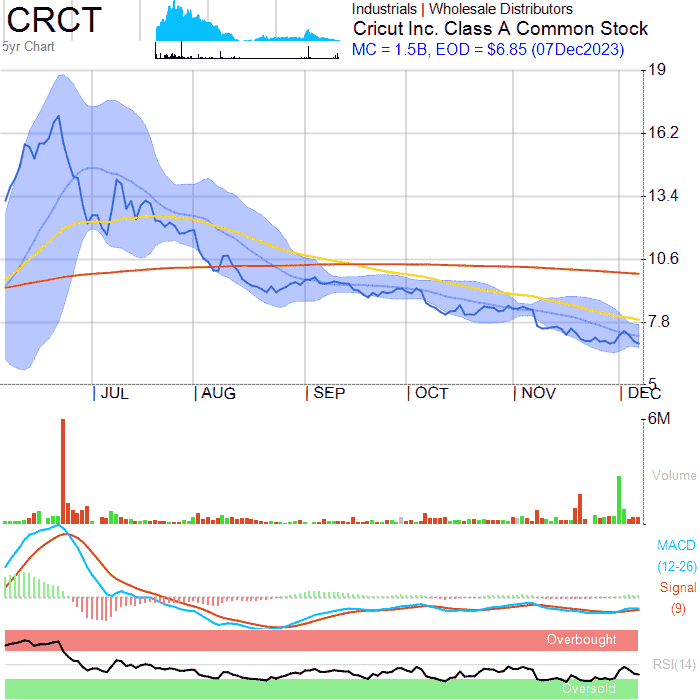 CRCT
Industrials | Wholesale Distributors
Cricut Inc. Class A Common Stock
5yr Chart
MC = 1.5B, EOD = $6.85 (07Dec2023)
19
16.2
13.4
10.6
7.8
5
JUL AUG SEP OCT NOV DEC
6M
Volume
MACD
(12-26)
Signal
(9)
Overbought
RSI(14)
Oversold